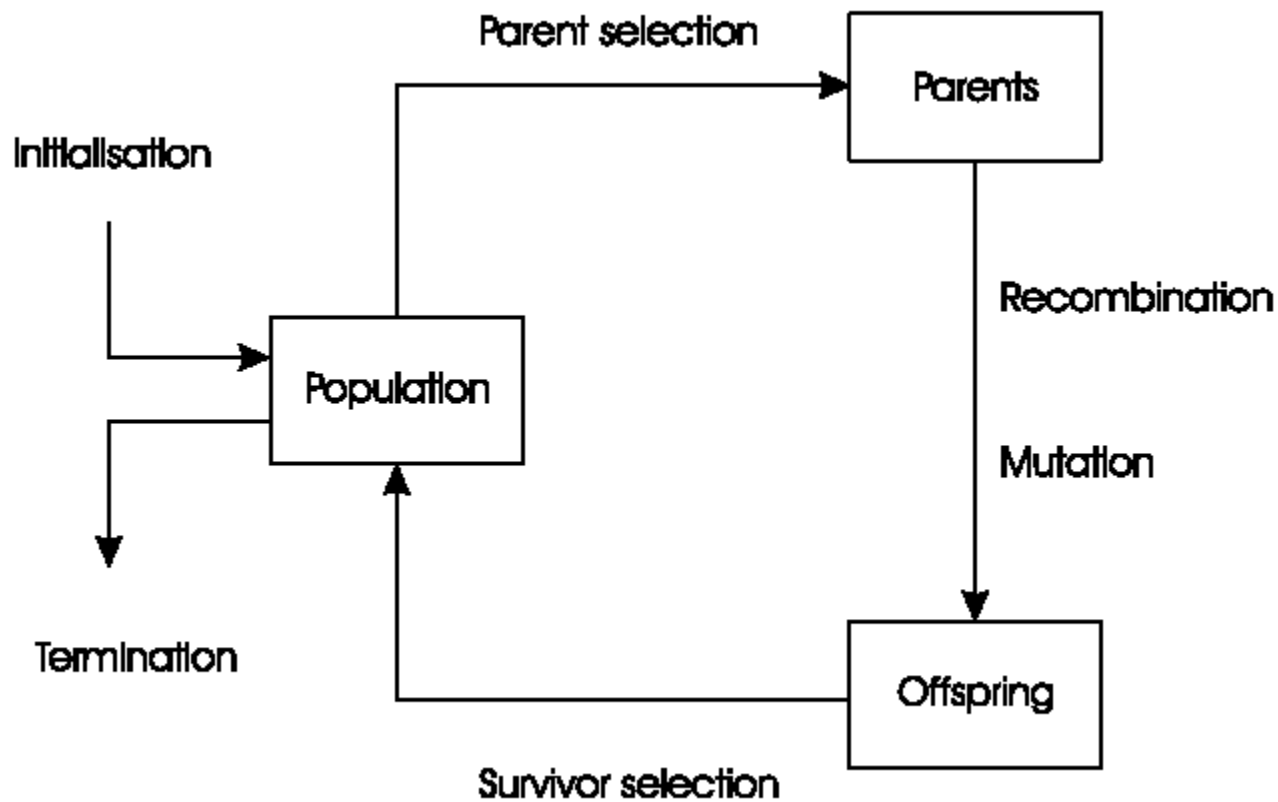 Parent selection
Parents
Initialisation
Recombination
Population
Mutation
Termination
Offspring
Survivor selection